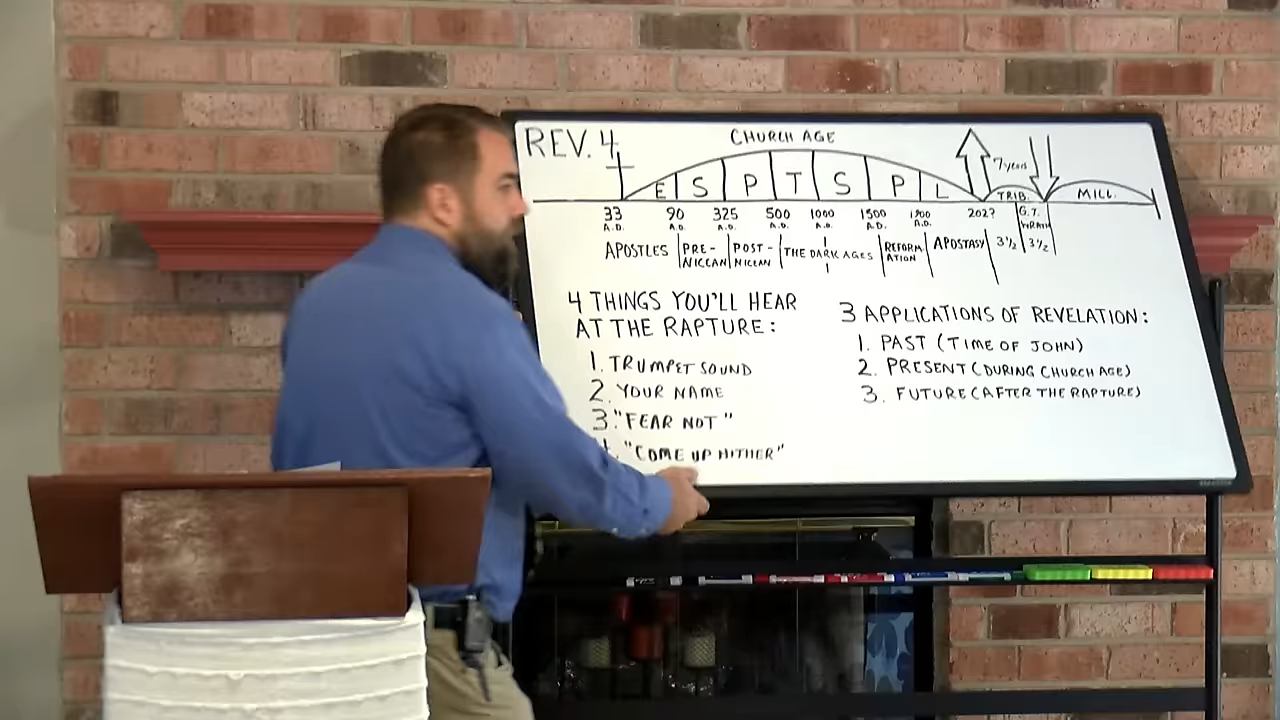 REV. 4
CHURCH AGE
7 years
E S P T S P L
TRIB.
MILL.
33 A.D.
90 A.D.
325 A.D.
500 A.D.
1000 A.D.
1500 A.D.
1900 A.D.
202?
G.T.
WRATH
APOSTLES
PRE-
NICEAN
POST-
NICEAN
THE DARK AGES
REFORM
ATION
APOSTASY
3½
3½
4 THINGS YOU'LL HEAR
AT THE RAPTURE:
1. TRUMPET SOUND
2. YOUR NAME
3. "FEAR NOT"
4. "COME UP HITHER"
3 APPLICATIONS OF REVELATION:
1. PAST (TIME OF JOHN)
2. PRESENT (DURING CHURCH AGE)
3. FUTURE (AFTER THE RAPTURE)